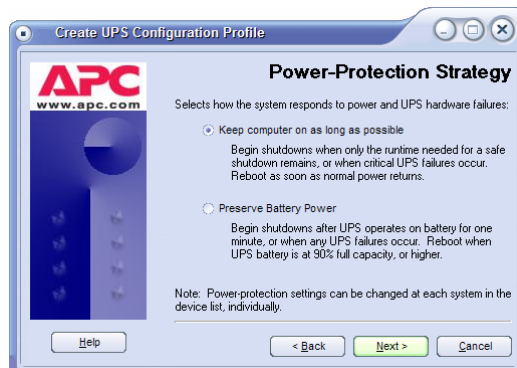 Create UPS Configuration Profile
APC
www.apc.com
Power-Protection Strategy
Selects how the system responds to power and UPS hardware failures:
Keep computer on as long as possible
Begin shutdowns when only the runtime needed for a safe
shutdown remains, or when critical UPS failures occur.
Reboot as soon as normal power returns.
Preserve Battery Power
Begin shutdowns after UPS operates on battery for one
minute, or when any UPS failures occur. Reboot when
UPS battery is at 90% full capacity, or higher.
Note: Power-protection settings can be changed at each system in the
device list, individually.
Help
< Back
Next >
Cancel